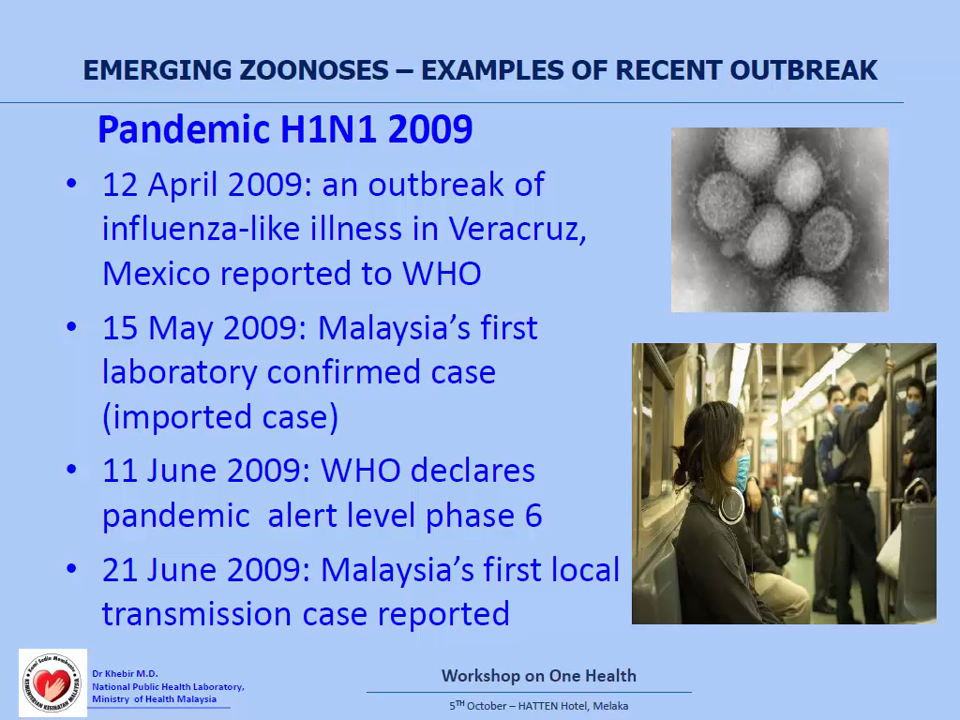 EMERGING ZOONOSES – EXAMPLES OF RECENT OUTBREAK
Pandemic H1N1 2009
• 12 April 2009: an outbreak of
influenza-like illness in Veracruz,
Mexico reported to WHO
• 15 May 2009: Malaysia’s first
laboratory confirmed case
(imported case)
• 11 June 2009: WHO declares
pandemic  alert level phase 6
• 21 June 2009: Malaysia’s first local
transmission case reported
Dr Khebir M.D.
National Public Health Laboratory,
Ministry of Health Malaysia
Workshop on One Health
5TH October – HATTEN Hotel, Melaka